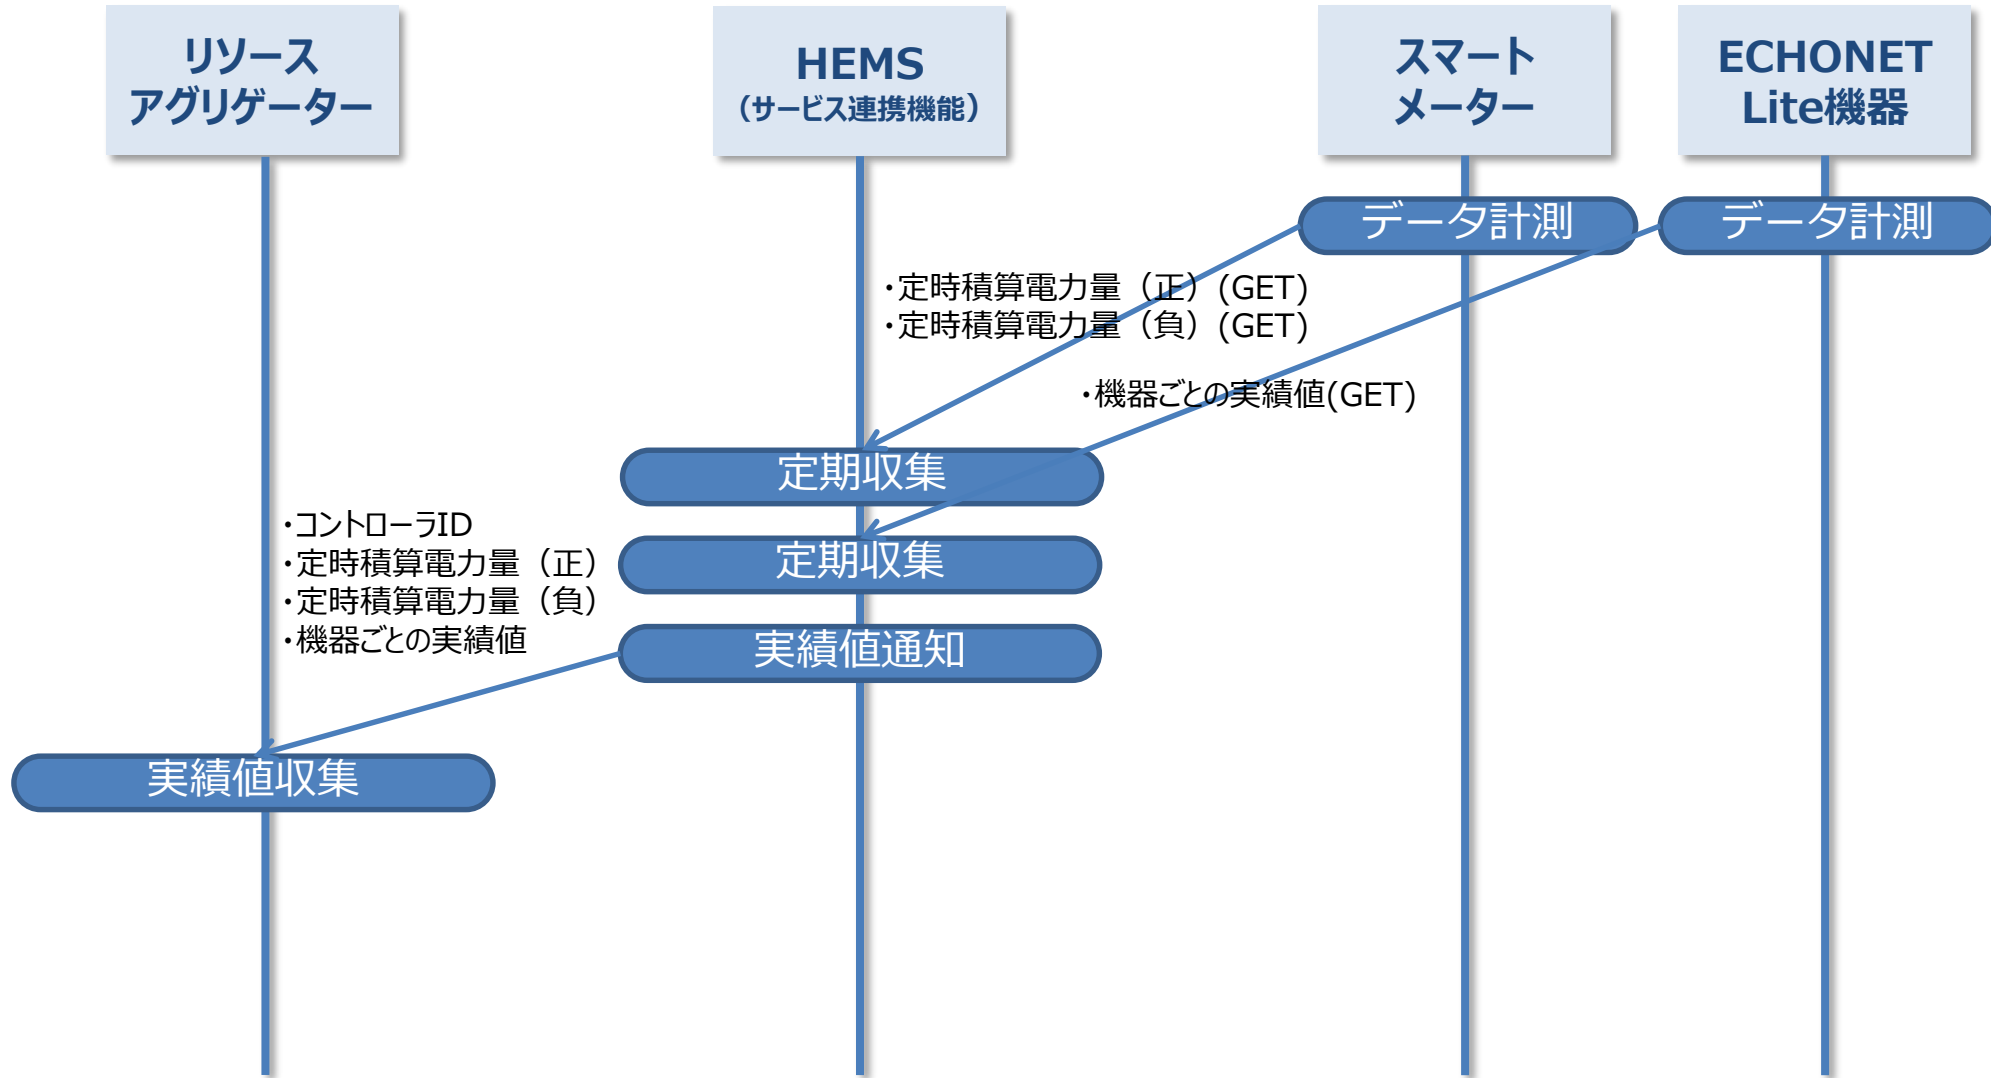 リソース
アグリゲーター
HEMS
（サービス連携機能）
スマート
メーター
ECHONET
Lite機器
データ計測
データ計測
・定時積算電力量（正）(GET)
・定時積算電力量（負）(GET)
・機器ごとの実績値(GET)
定期収集
・コントローラID
・定時積算電力量（正）
・定時積算電力量（負）
・機器ごとの実績値
定期収集
実績値通知
実績値収集